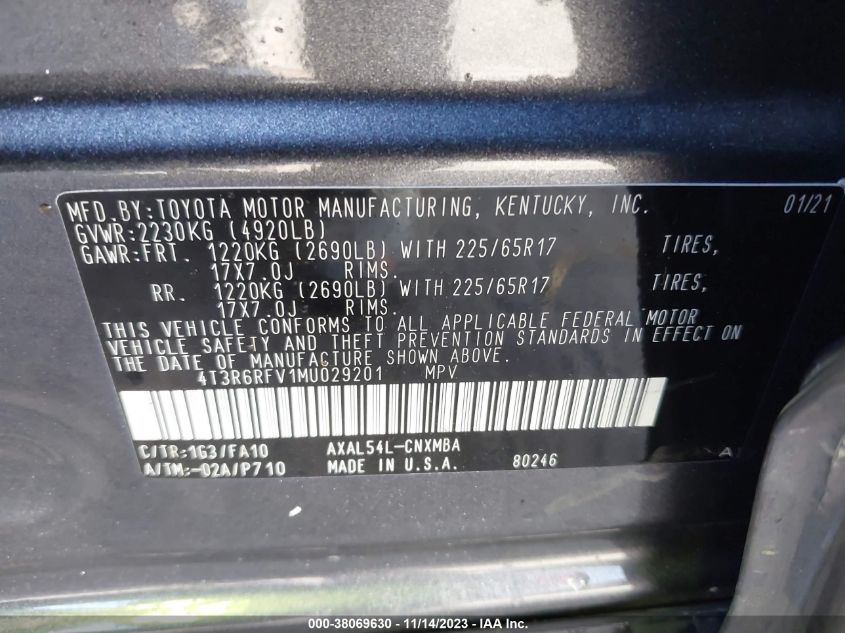 MFD.BY:TOYOTA MOTOR MANUFACTURING, KENTUCKY, INC. 01/21
GVWR:2230KG (4920LB)
GAWR:FRT. 1220KG (2690LB) WITH 225/65R17 TIRES,
17X7.0J RIMS.
RR. 1220KG (2690LB) WITH 225/65R17 TIRES,
17X7.0J RIMS.
THIS VEHICLE CONFORMS TO ALL APPLICABLE FEDERAL MOTOR
VEHICLE SAFETY AND THEFT PREVENTION STANDARDS IN EFFECT ON
THE DATE OF MANUFACTURE SHOWN ABOVE.
4T3R6RFV1MU029201 MPV
C/TR:1G3/FA10 AXAL54L-CNXMBA A
A/TM:-02A/P710 MADE IN U.S.A. 80246
000-38069630 - 11/14/2023 - IAAI.com